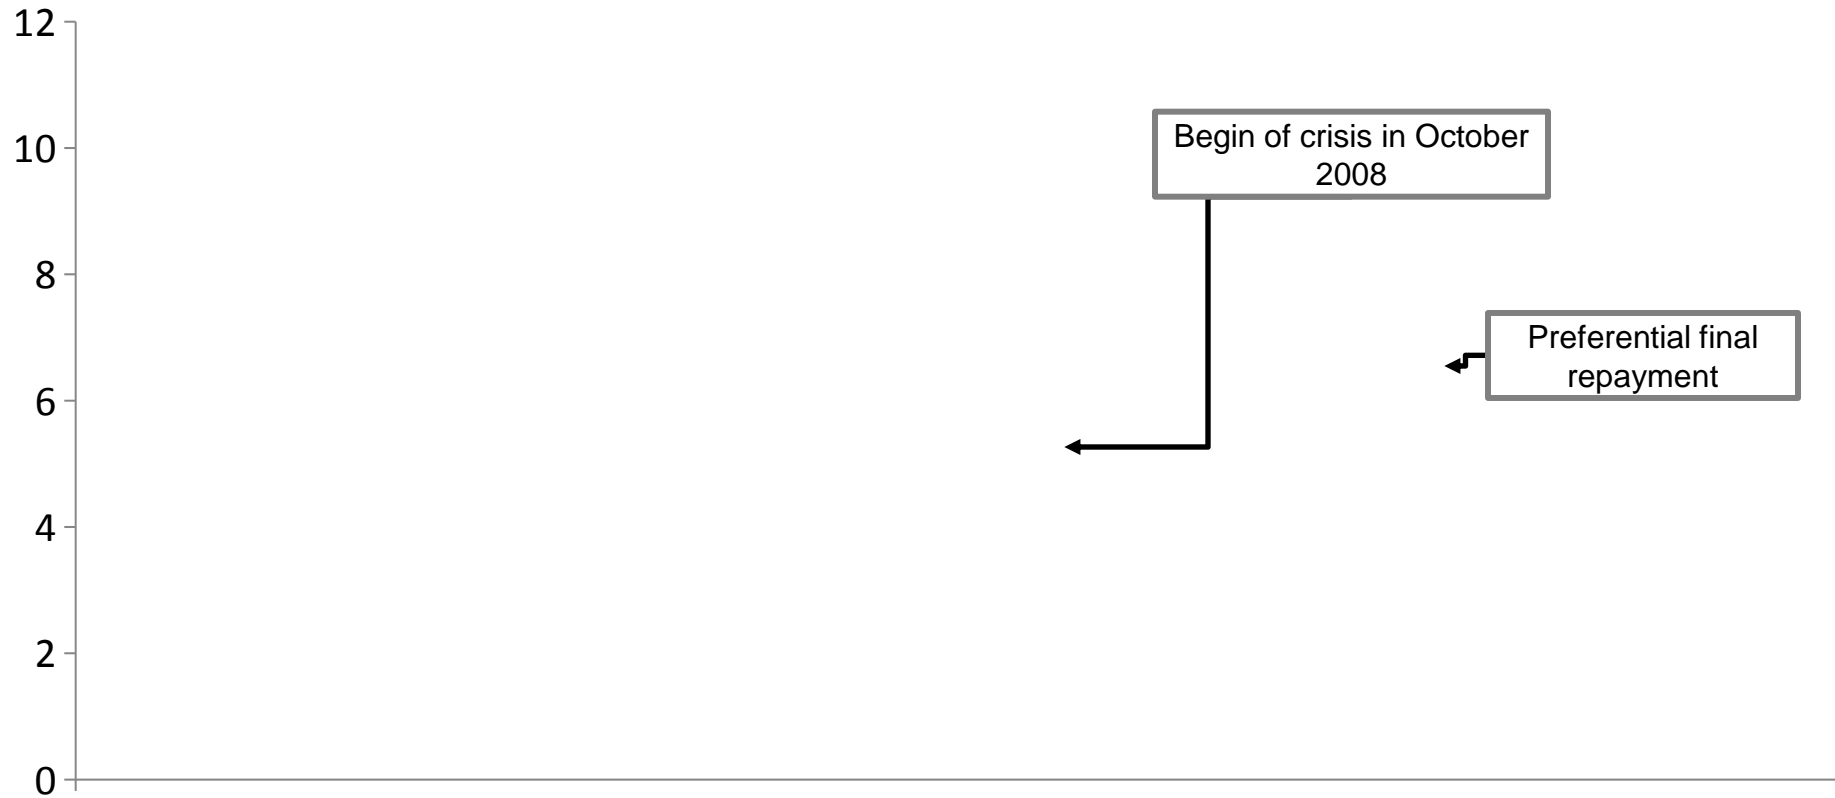 12
10
8
6
4
2
0
Begin of crisis in October
2008
Preferential final
repayment